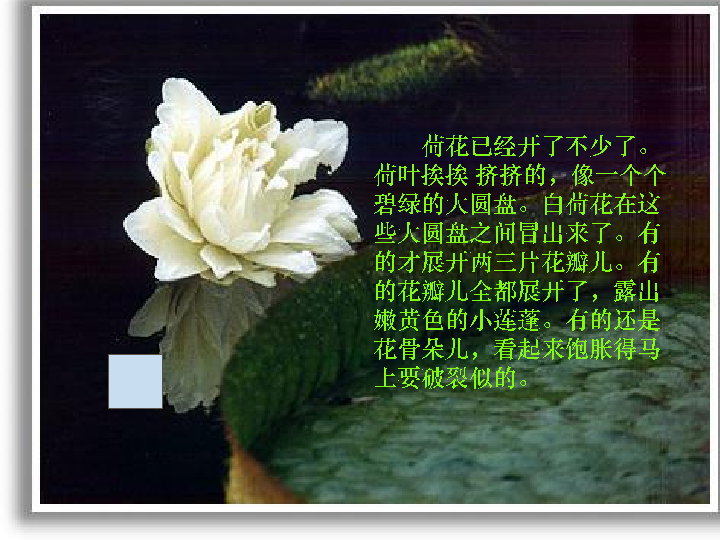 荷花已经开了不少了。
荷叶挨挨 挤挤的，像一个个
碧绿的大圆盘。白荷花在这
些大圆盘之间冒出来了。有
的才展开两三片花瓣儿。有
的花瓣儿全都展开了，露出
嫩黄色的小莲蓬。有的还是
花骨朵儿，看起来饱胀得马
上要破裂似的。